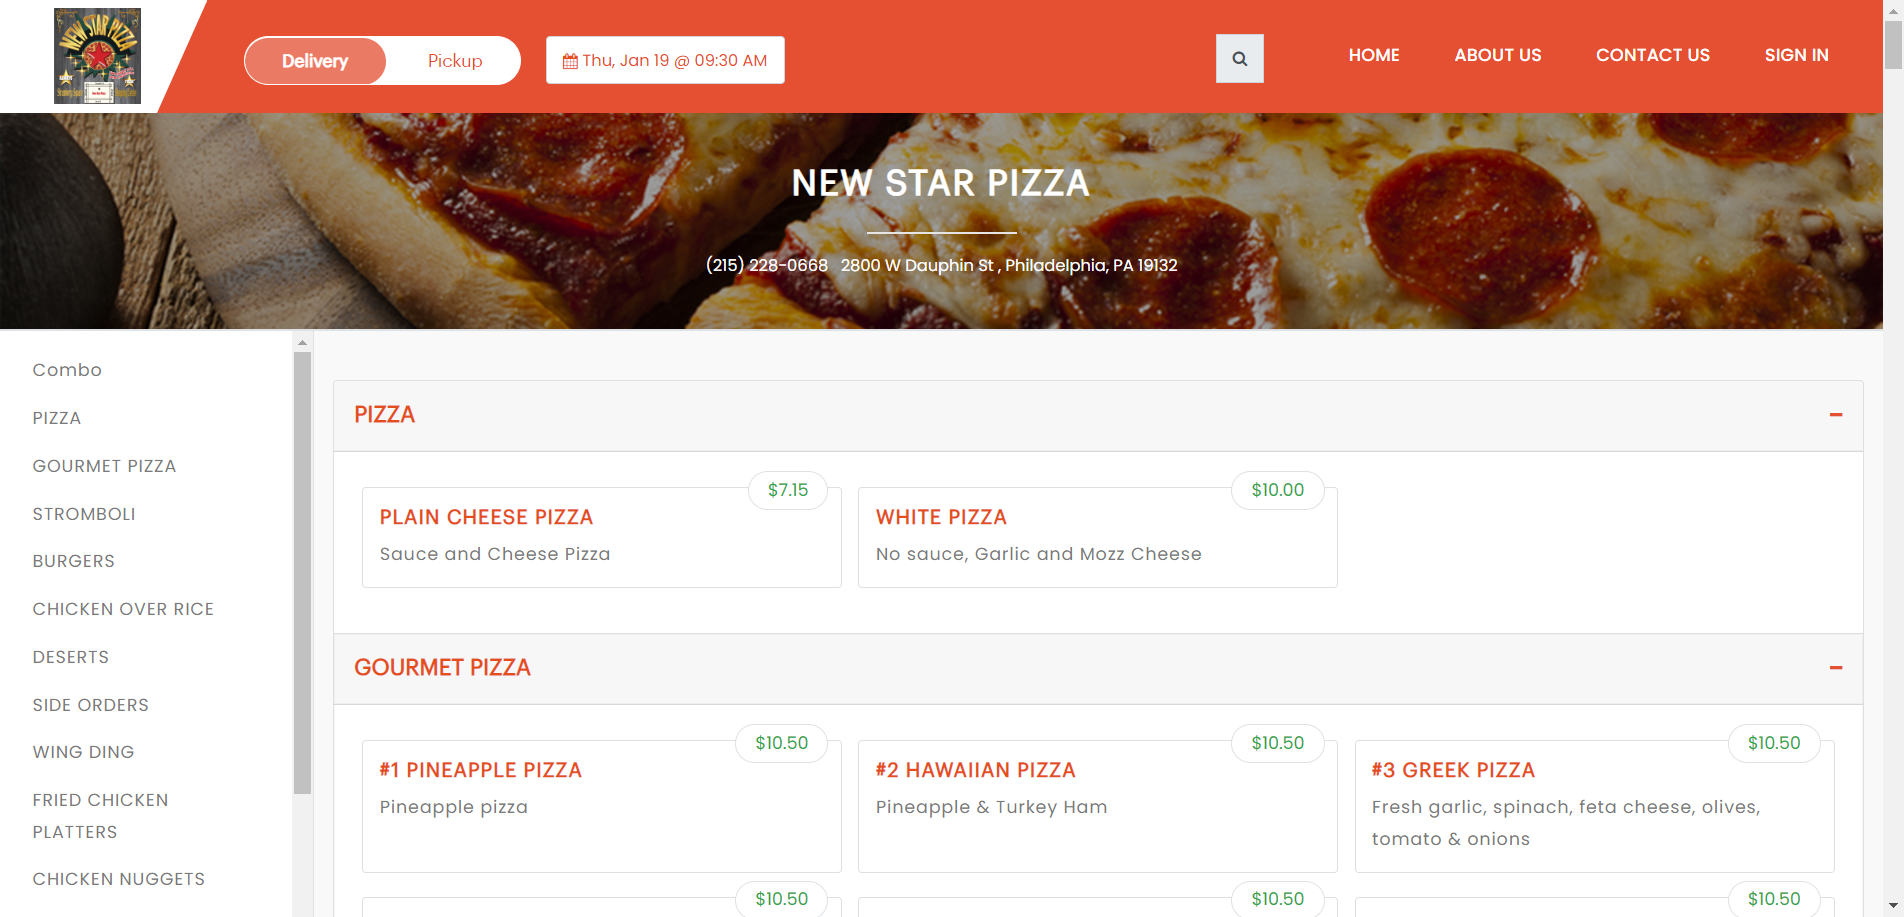 NEW STAR PIZZA
Delivery
Pickup
Thu, Jan 19 @ 09:30 AM
HOME
ABOUT US
CONTACT US
SIGN IN
NEW STAR PIZZA
(215) 228-0668 2800 W Dauphin St , Philadelphia, PA 19132
Combo
PIZZA
GOURMET PIZZA
STROMBOLI
BURGERS
CHICKEN OVER RICE
DESERTS
SIDE ORDERS
WING DING
FRIED CHICKEN
PLATTERS
CHICKEN NUGGETS
PIZZA
$7.15
PLAIN CHEESE PIZZA
Sauce and Cheese Pizza
$10.00
WHITE PIZZA
No sauce, Garlic and Mozz Cheese
GOURMET PIZZA
$10.50
#1 PINEAPPLE PIZZA
Pineapple pizza
$10.50
#2 HAWAIIAN PIZZA
Pineapple & Turkey Ham
$10.50
#3 GREEK PIZZA
Fresh garlic, spinach, feta cheese, olives,
tomato & onions
$10.50
$10.50
$10.50